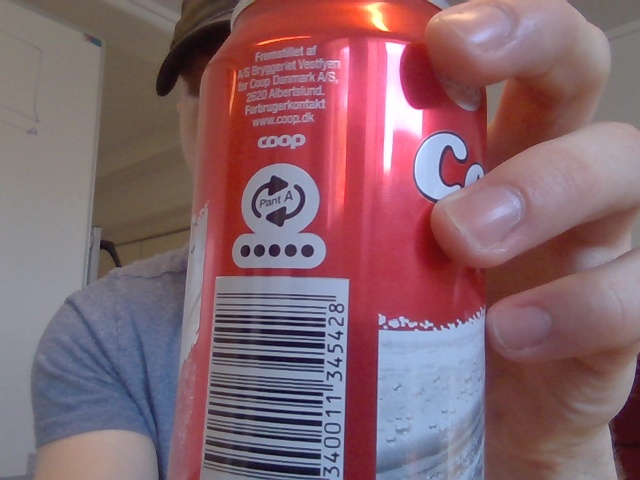 Fremstillet af
A/S Bryggeriet Vestfyen
for Coop Danmark A/S,
2620 Albertslund.
Forbrugerkontakt
www.coop.dk
coop
Pant A
340011 345428